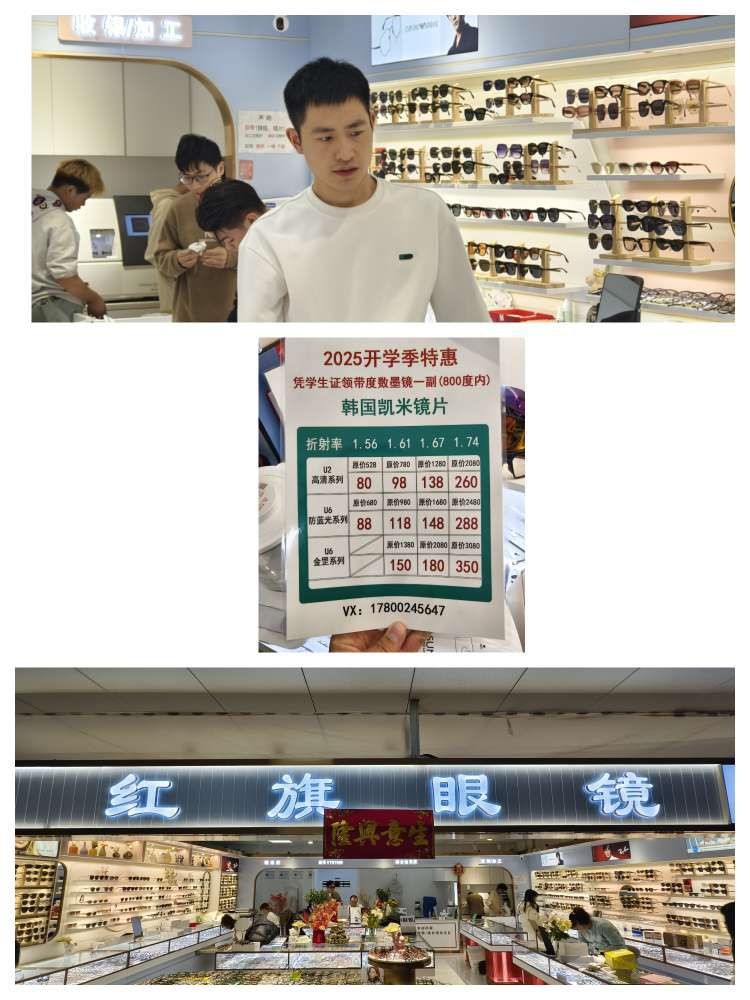 收银/加工
EMPORIO ARMANI
2025开学季特惠
凭学生证领带度数墨镜一副(800度内)
韩国凯米镜片
折射率 1.56 1.61 1.67 1.74
U2 高清系列 原价528 原价780 原价1280 原价2080
80 98 138 260
U6 防蓝光系列 原价680 原价980 原价1680 原价2480
88 118 148 288
U6 金罡系列 原价1380 原价2080 原价3080
150 180 350
VX: 17800245647
SUN
红旗眼镜
生意興隆